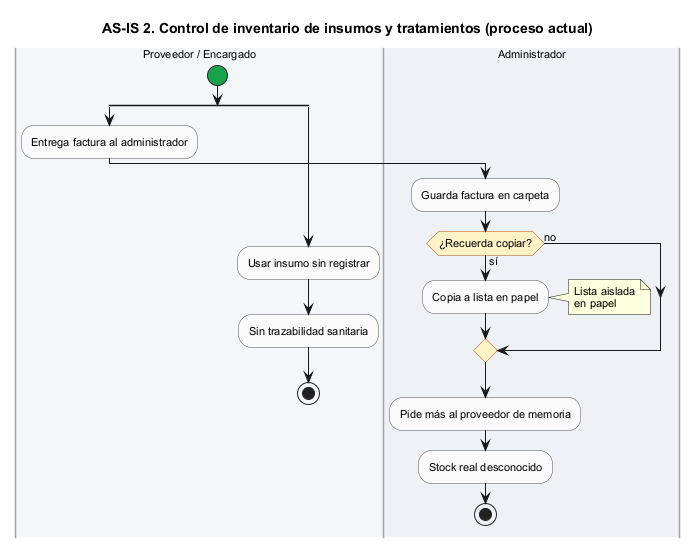 AS-IS 2. Control de inventario de insumos y tratamientos (proceso actual)
Proveedor / Encargado
Administrador
Entrega factura al administrador
Guarda factura en carpeta
¿Recuerda copiar?
no
sí
Usar insumo sin registrar
Copia a lista en papel
Lista aislada
en papel
Sin trazabilidad sanitaria
Pide más al proveedor de memoria
Stock real desconocido